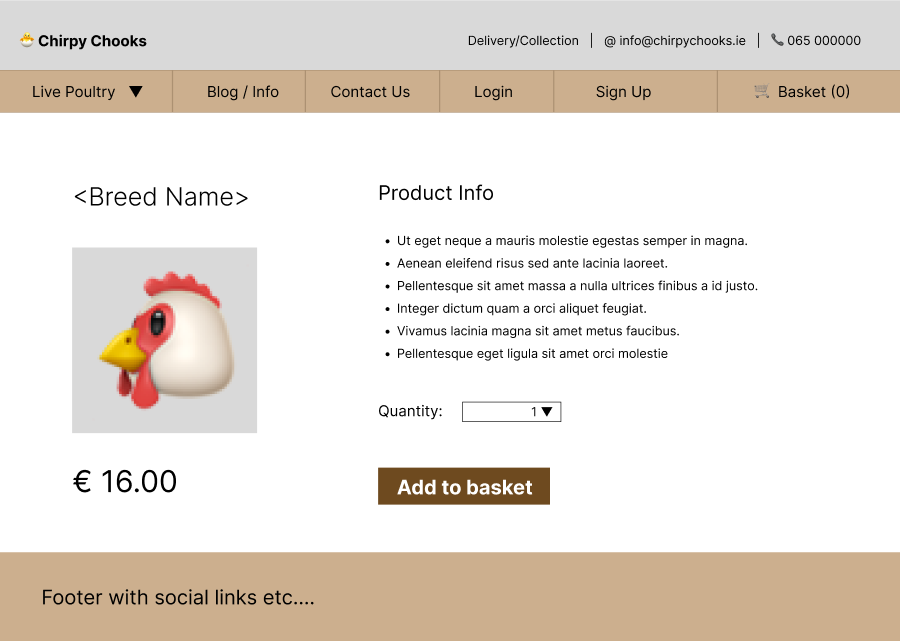 Chirpy Chooks
Delivery/Collection | @ info@chirpychooks.ie | 065 000000
Live Poultry ▼ Blog / Info Contact Us Login Sign Up Basket (0)
<Breed Name>
€ 16.00
Product Info
• Ut eget neque a mauris molestie egestas semper in magna.
• Aenean eleifend risus sed ante lacinia laoreet.
• Pellentesque sit amet massa a nulla ultrices finibus a id justo.
• Integer dictum quam a orci aliquet feugiat.
• Vivamus lacinia magna sit amet metus faucibus.
• Pellentesque eget ligula sit amet orci molestie
Quantity: 1 ▼
Add to basket
Footer with social links etc....